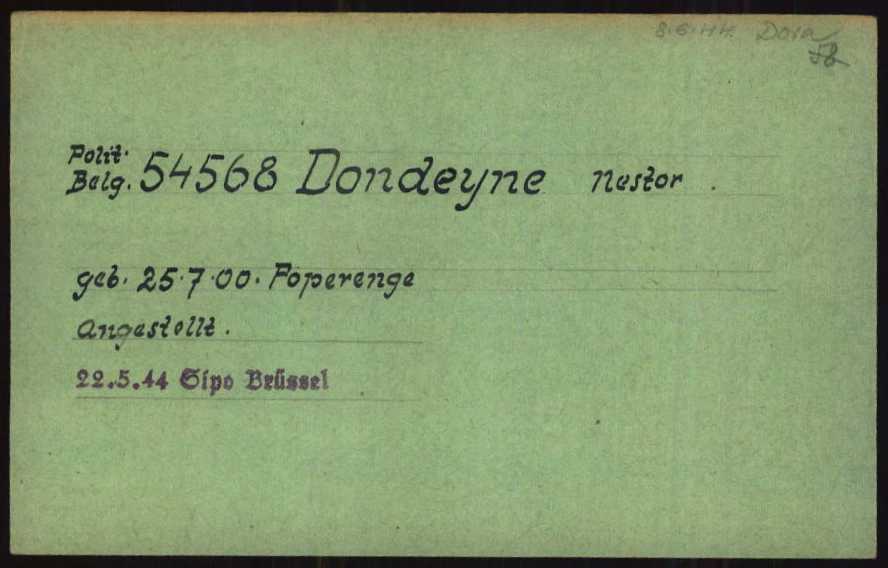 8.6.44. Dora
Polit.
Belg. 54568 Dondeyne Nestor.
geb. 25.7.00. Poperenge
Angestellt.
22.5.44 Sipo Brüssel